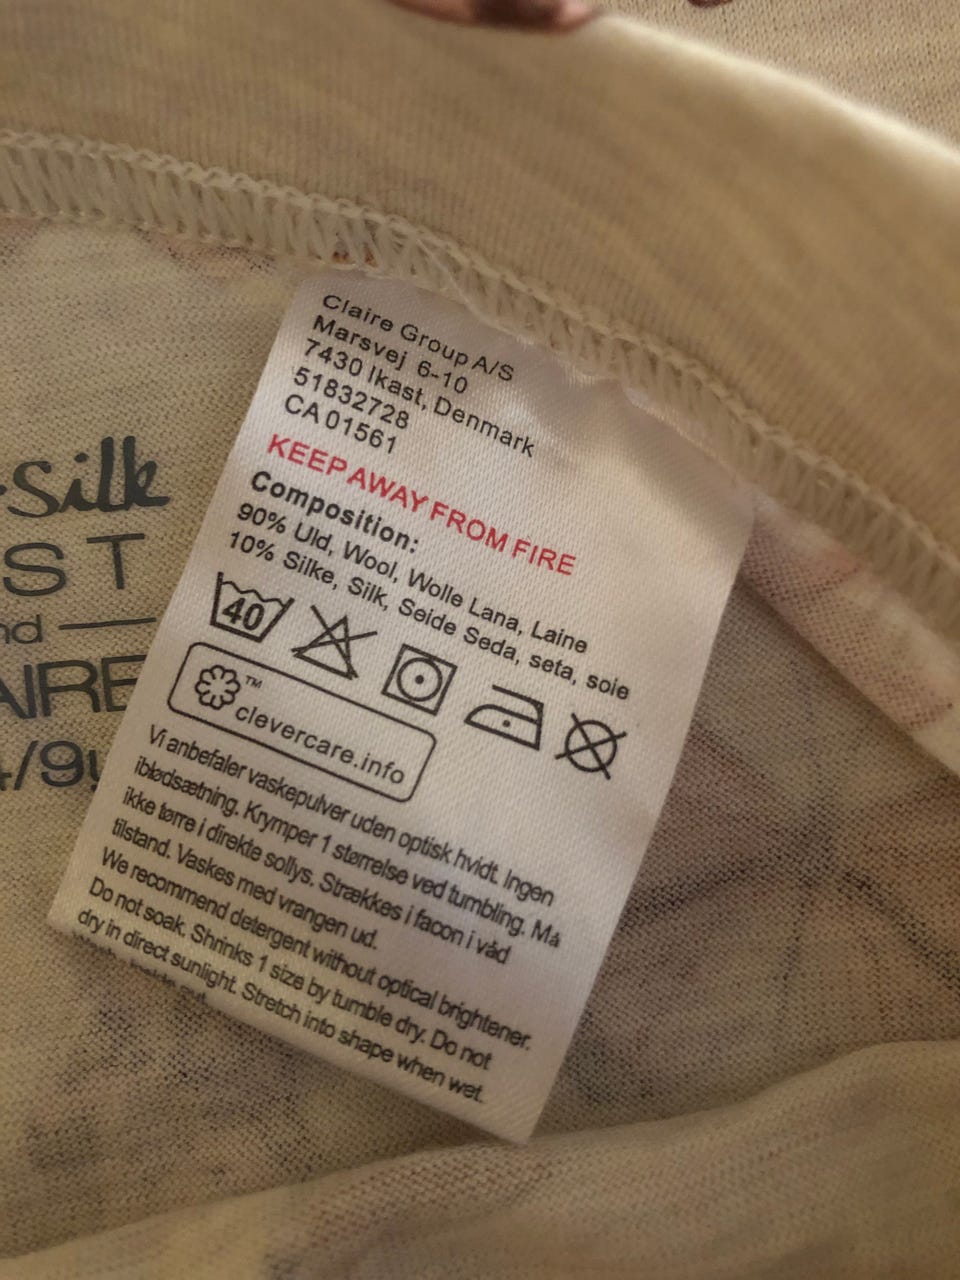 Claire Group A/S
Marsvej 6-10
7430 Ikast, Denmark
51832728
CA 01561
KEEP AWAY FROM FIRE
Composition:
90% Uld, Wool, Wolle Lana, Laine
10% Silke, Silk, Seide Seda, seta, soie
40
™
clevercare.info
Vi anbefaler vaskepulver uden optisk hvidt. Ingen
iblødsætning. Krymper 1 størrelse ved tumbling. Må
ikke tørre i direkte sollys. Strækkes i facon i våd
tilstand. Vaskes med vrangen ud.
We recommend detergent without optical brightener.
Do not soak. Shrinks 1 size by tumble dry. Do not
dry in direct sunlight. Stretch into shape when wet.
Silk
ST
AIRE
/9y